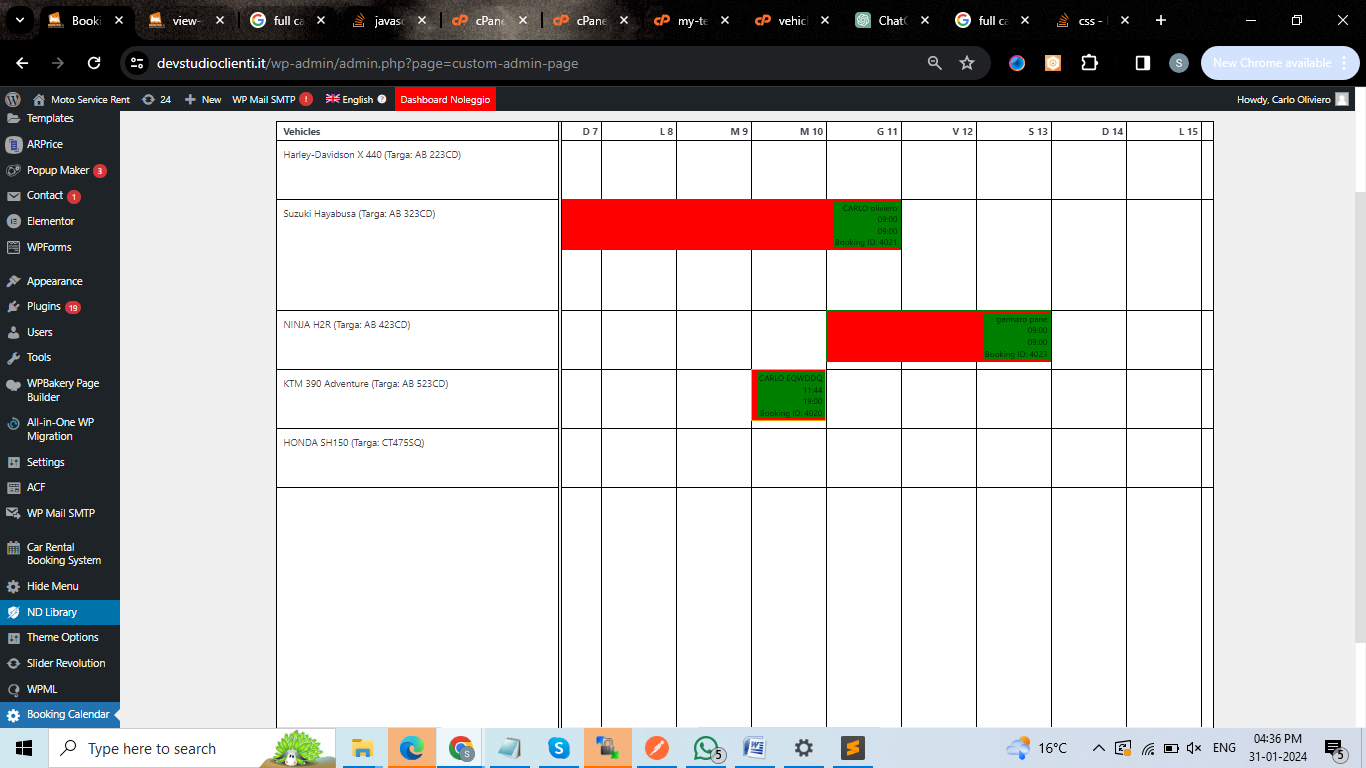 Booki
view-
full ca
javasc
cPane
cPane
my-te
vehicl
ChatG
full ca
css -
devstudioclienti.it/wp-admin/admin.php?page=custom-admin-page
S
New Chrome available
Moto Service Rent
24
New
WP Mail SMTP !
English
Dashboard Noleggio
Howdy, Carlo Oliviero
Templates
ARPrice
Popup Maker 3
Contact 1
Elementor
WPForms
Appearance
Plugins 19
Users
Tools
WPBakery Page
Builder
All-in-One WP
Migration
Settings
ACF
WP Mail SMTP
Car Rental
Booking System
Hide Menu
ND Library
Theme Options
Slider Revolution
WPML
Booking Calendar
Vehicles
D 7
L 8
M 9
M 10
G 11
V 12
S 13
D 14
L 15
Harley-Davidson X 440 (Targa: AB 223CD)
Suzuki Hayabusa (Targa: AB 323CD)
CARLO oliviero
09:00
09:00
Booking ID: 4021
NINJA H2R (Targa: AB 423CD)
gennaro pane
09:00
09:00
Booking ID: 4023
KTM 390 Adventure (Targa: AB 523CD)
CARLO EQWDDQ
11:44
19:00
Booking ID: 4020
HONDA SH150 (Targa: CT475SQ)
Type here to search
S
5
16°C
ENG
04:36 PM
31-01-2024
5